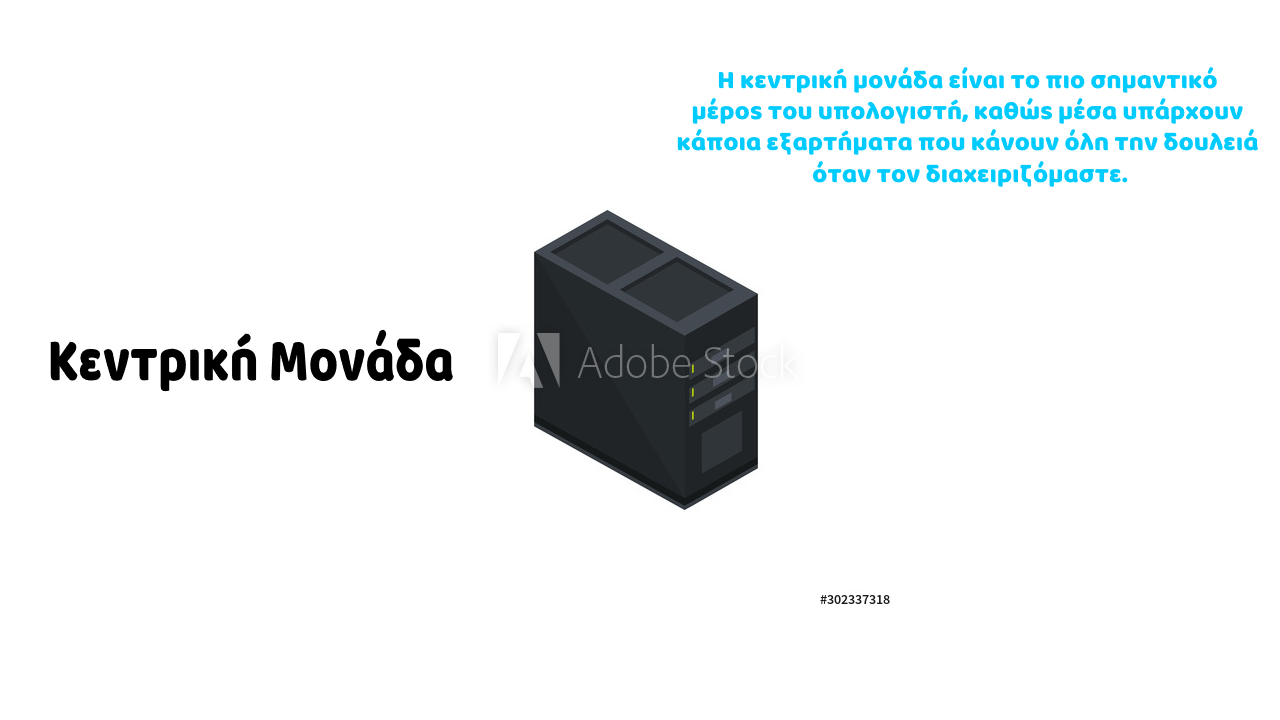 Η κεντρική μονάδα είναι το πιο σημαντικό
μέρος του υπολογιστή, καθώς μέσα υπάρχουν
κάποια εξαρτήματα που κάνουν όλη την δουλειά
όταν τον διαχειριζόμαστε.
Κεντρική Μονάδα
Adobe Stock
#302337318